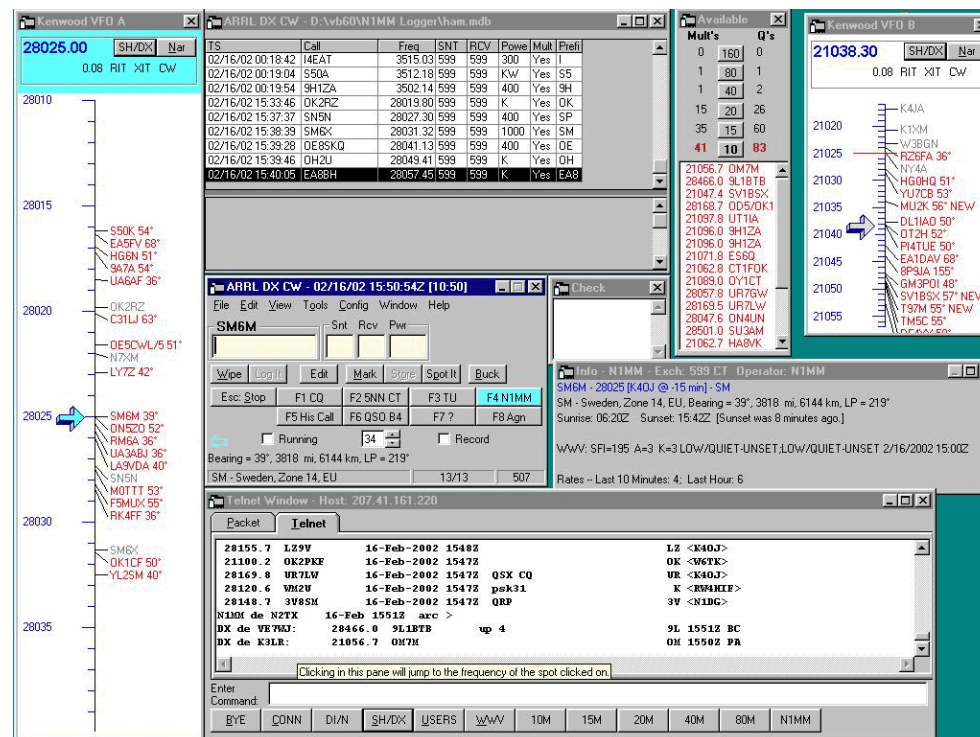 Kenwood VFO A
28025.00 SH/DX Nar
0.08 RIT XIT CW
28010
28015
S50K 54°
EA5FV 68°
HG6N 51°
9A7A 54°
UA6AF 36°
28020
OK2RZ
C31LJ 63°
OE5CWL/5 51°
N7XM
LY7Z 42°
28025
SM6M 39°
ON5ZO 52°
RM6A 36°
UA3ABJ 36°
LA9VDA 40°
SN5N
M0TTT 53°
F5MUX 55°
RK4FF 36°
28030
SM6X
OK1CF 50°
YL2SM 40°
28035
ARRL DX CW - D:\vb60\N1MM Logger\ham.mdb
TS Call Freq SNT RCV Powe Mult Prefi
02/16/02 00:18:42 I4EAT 3515.03 599 599 300 Yes I
02/16/02 00:19:04 S50A 3512.18 599 599 KW Yes S5
02/16/02 00:19:54 9H1ZA 3502.14 599 599 400 Yes 9H
02/16/02 15:33:46 OK2RZ 28019.80 599 599 K Yes OK
02/16/02 15:37:37 SN5N 28027.30 599 599 400 Yes SP
02/16/02 15:38:39 SM6X 28031.32 599 599 1000 Yes SM
02/16/02 15:39:28 OE8SKQ 28041.13 599 599 400 Yes OE
02/16/02 15:39:46 OH2U 28049.41 599 599 K Yes OH
02/16/02 15:40:05 EA8BH 28057.45 599 599 K Yes EA8
Available
Mult's Q's
0 160 0
1 80 1
1 40 2
15 20 26
35 15 60
41 10 83
21056.7 OM7M
28466.0 9L1BTB
21047.4 SV1BSX
28168.7 OD5/OK1
21097.8 UT1IA
21096.0 9H1ZA
21096.0 9H1ZA
21071.8 ES6Q
21062.8 CT1FOK
21089.0 OY1CT
28057.8 UR7GW
28169.5 UR7LW
28047.6 ON4UN
28501.0 SU3AM
21062.7 HA8VK
Kenwood VFO B
21038.30 SH/DX Nar
0.08 RIT XIT CW
K4JA
21020
K1XM
W3BGN
21025
RZ6FA 36°
NY4A
21030
HG0HQ 51°
YU7CB 53°
21035
MU2K 56° NEW
DL1IAO 50°
21040
OT2H 52°
PI4TUE 50°
EA1DAV 68°
21045
8P9JA 155°
GM3POI 48°
21050
SV1BSX 57° NEW
T97M 55° NEW
21055
TM5C 55°
ARRL DX CW - 02/16/02 15:50:54Z [10:50]
File Edit View Tools Config Window Help
SM6M Snt Rcv Pwr
Wipe Log It Edit Mark Store Spot It Buck
Esc: Stop F1 CQ F2 5NN CT F3 TU F4 N1MM
F5 His Call F6 QSO B4 F7 ? F8 Agn
Running 34 Record
Bearing = 39°, 3818 mi, 6144 km, LP = 219°
SM - Sweden, Zone 14, EU 13/13 507
Check
Info - N1MM - Exch: 599 CT Operator: N1MM
SM6M - 28025 [K4OJ @ -15 min] - SM
SM - Sweden, Zone 14, EU, Bearing = 39°, 3818 mi, 6144 km, LP = 219°
Sunrise: 06:20Z Sunset: 15:42Z [Sunset was 8 minutes ago.]
WWV: SFI=195 A=3 K=3 LOW/QUIET-UNSET;LOW/QUIET-UNSET 2/16/2002 15:00Z
Rates -- Last 10 Minutes: 4; Last Hour: 6
Telnet Window - Host: 207.41.161.220
Packet Telnet
28155.7 LZ9V 16-Feb-2002 1548Z LZ <K4OJ>
21100.2 OK2PKF 16-Feb-2002 1547Z OK <W6TK>
28169.8 UR7LW 16-Feb-2002 1547Z QSX CQ UR <K4OJ>
28120.6 WM2U 16-Feb-2002 1547Z psk31 K <RW4HIF>
28148.7 3V8SM 16-Feb-2002 1547Z QRP 3V <N1DG>
N1MM de N2TX 16-Feb 1551Z arc >
DX de VE7WJ: 28466.0 9L1BTB up 4 9L 1551Z BC
DX de K3LR: 21056.7 OM7M OM 1550Z PA
Clicking in this pane will jump to the frequency of the spot clicked on.
Enter
Command:
BYE CONN DI/N SH/DX USERS WWV 10M 15M 20M 40M 80M N1MM